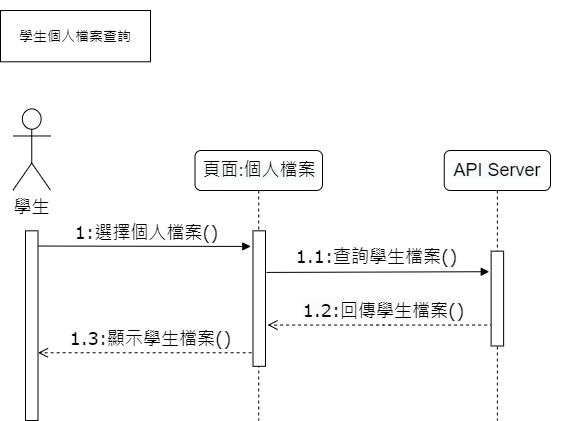 學生個人檔案查詢
學生
頁面:個人檔案
API Server
1:選擇個人檔案()
1.1:查詢學生檔案()
1.2:回傳學生檔案()
1.3:顯示學生檔案()